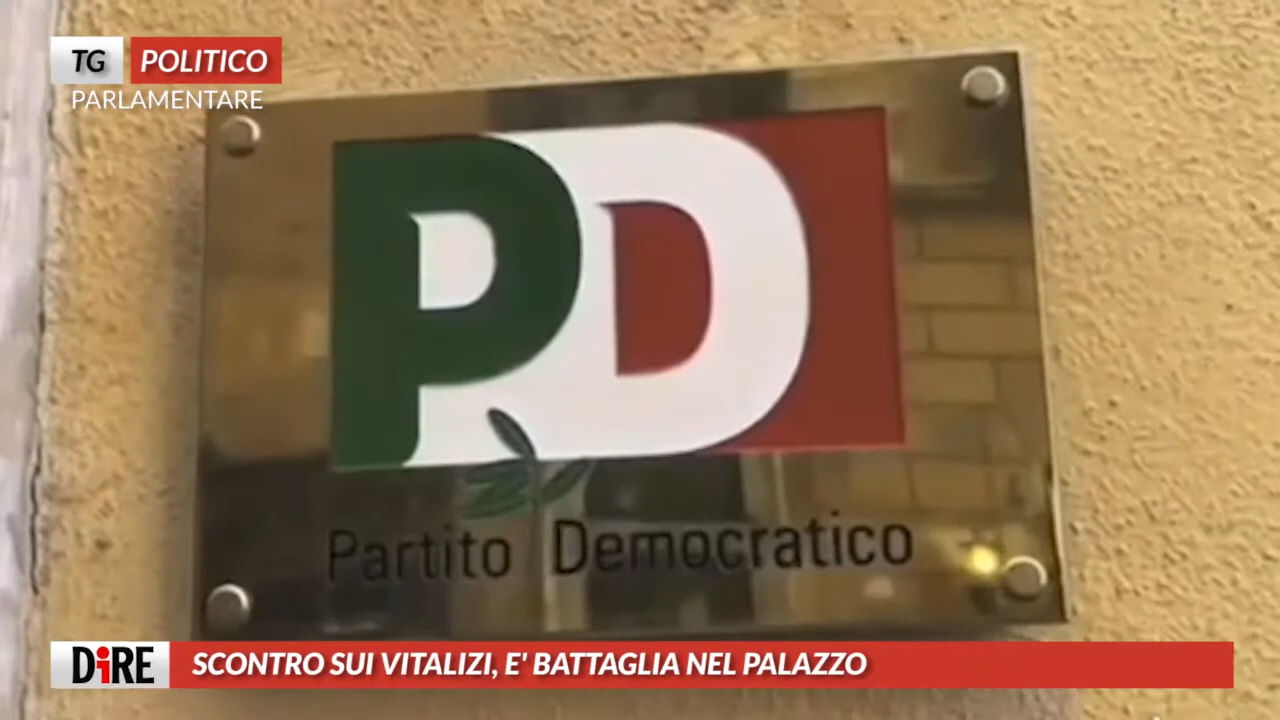 TG POLITICO
PARLAMENTARE
PD
Partito Democratico
DiRE SCONTRO SUI VITALIZI, E' BATTAGLIA NEL PALAZZO